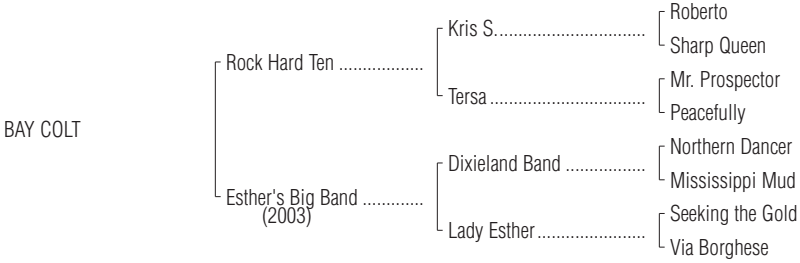 Roberto
Kris S..............................
Sharp Queen
Rock Hard Ten ..................
Mr. Prospector
Tersa.................................
Peacefully
BAY COLT
Northern Dancer
Dixieland Band .................
Mississippi Mud
Esther's Big Band .............
(2003)
Seeking the Gold
Lady Esther.......................
Via Borghese